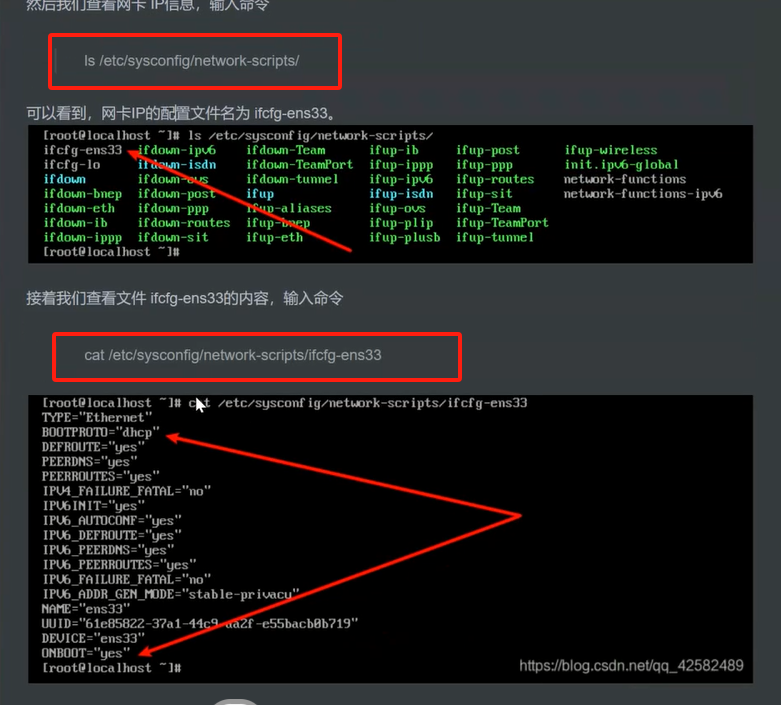 然后我们查看网卡 IP信息，输入命令
ls /etc/sysconfig/network-scripts/
可以看到，网卡IP的配置文件名为 ifcfg-ens33。
[root@localhost ~]# ls /etc/sysconfig/network-scripts/
ifcfg-ens33 ifdown-ipv6 ifdown-Team ifup-ib ifup-post ifup-wireless
ifcfg-lo ifdown-isdn ifdown-TeamPort ifup-ippp ifup-ppp init.ipv6-global
ifdown ifdown-ovs ifdown-tunnel ifup-ipv6 ifup-routes network-functions
ifdown-bnep ifdown-post ifup ifup-isdn ifup-sit network-functions-ipv6
ifdown-eth ifdown-ppp ifup-aliases ifup-ovs ifup-Team
ifdown-ib ifdown-routes ifup-bnep ifup-plip ifup-TeamPort
ifdown-ippp ifdown-sit ifup-eth ifup-plusb ifup-tunnel
[root@localhost ~]#
接着我们查看文件 ifcfg-ens33的内容，输入命令
cat /etc/sysconfig/network-scripts/ifcfg-ens33
[root@localhost ~]# cat /etc/sysconfig/network-scripts/ifcfg-ens33
TYPE="Ethernet"
BOOTPROTO="dhcp"
DEFROUTE="yes"
PEERDNS="yes"
PEERROUTES="yes"
IPV4_FAILURE_FATAL="no"
IPV6INIT="yes"
IPV6_AUTOCONF="yes"
IPV6_DEFROUTE="yes"
IPV6_PEERDNS="yes"
IPV6_PEERROUTES="yes"
IPV6_FAILURE_FATAL="no"
IPV6_ADDR_GEN_MODE="stable-privacy"
NAME="ens33"
UUID="61e85822-37a1-44c9-aa2f-e55bacb0b719"
DEVICE="ens33"
ONBOOT="yes"
[root@localhost ~]#
https://blog.csdn.net/qq_42582489